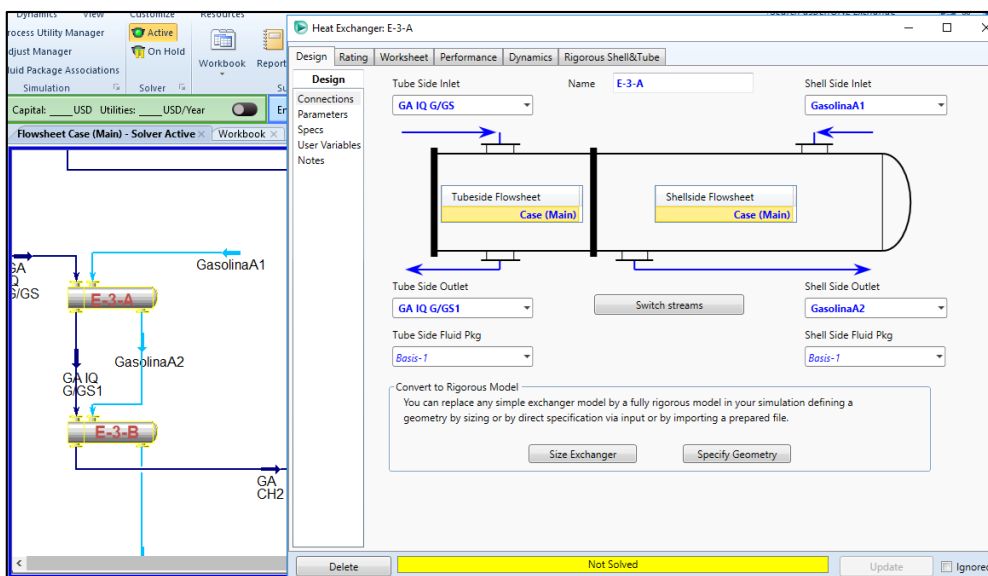 Dynamics View Customize Resources
rocess Utility Manager
djust Manager
luid Package Associations
Simulation
Active
On Hold
Solver
Workbook
Report
Su
Capital: ____USD Utilities: ____USD/Year
En
Flowsheet Case (Main) - Solver Active
Workbook
GA
IQ
G/GS
GasolinaA1
E-3-A
GasolinaA2
GA IQ
G/GS1
E-3-B
GA
CH2
Heat Exchanger: E-3-A
Design Rating Worksheet Performance Dynamics Rigorous Shell&Tube
Design
Connections
Parameters
Specs
User Variables
Notes
Tube Side Inlet
GA IQ G/GS
Name E-3-A
Shell Side Inlet
GasolinaA1
Tubeside Flowsheet
Case (Main)
Shellside Flowsheet
Case (Main)
Tube Side Outlet
GA IQ G/GS1
Switch streams
Shell Side Outlet
GasolinaA2
Tube Side Fluid Pkg
Basis-1
Shell Side Fluid Pkg
Basis-1
Convert to Rigorous Model
You can replace any simple exchanger model by a fully rigorous model in your simulation defining a
geometry by sizing or by direct specification via input or by importing a prepared file.
Size Exchanger
Specify Geometry
Delete
Not Solved
Update
Ignored